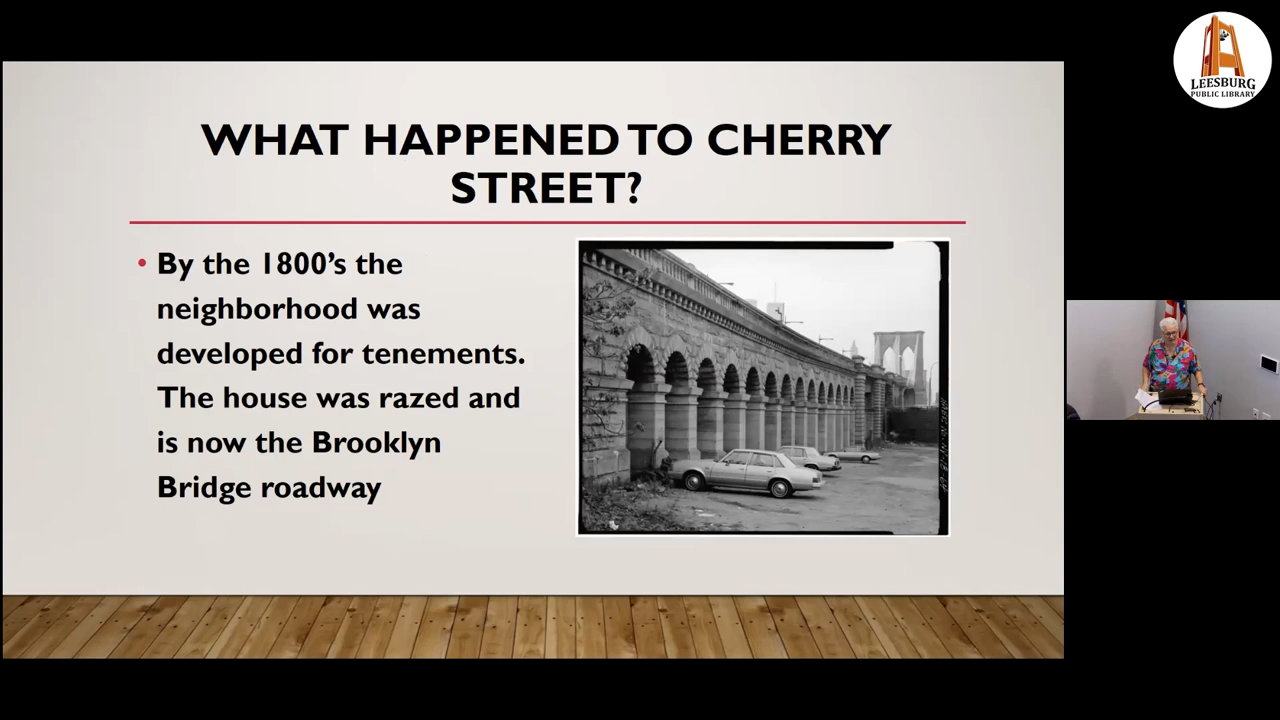 LEESBURG
PUBLIC LIBRARY
WHAT HAPPENED TO CHERRY
STREET?
• By the 1800's the
neighborhood was
developed for tenements.
The house was razed and
is now the Brooklyn
Bridge roadway